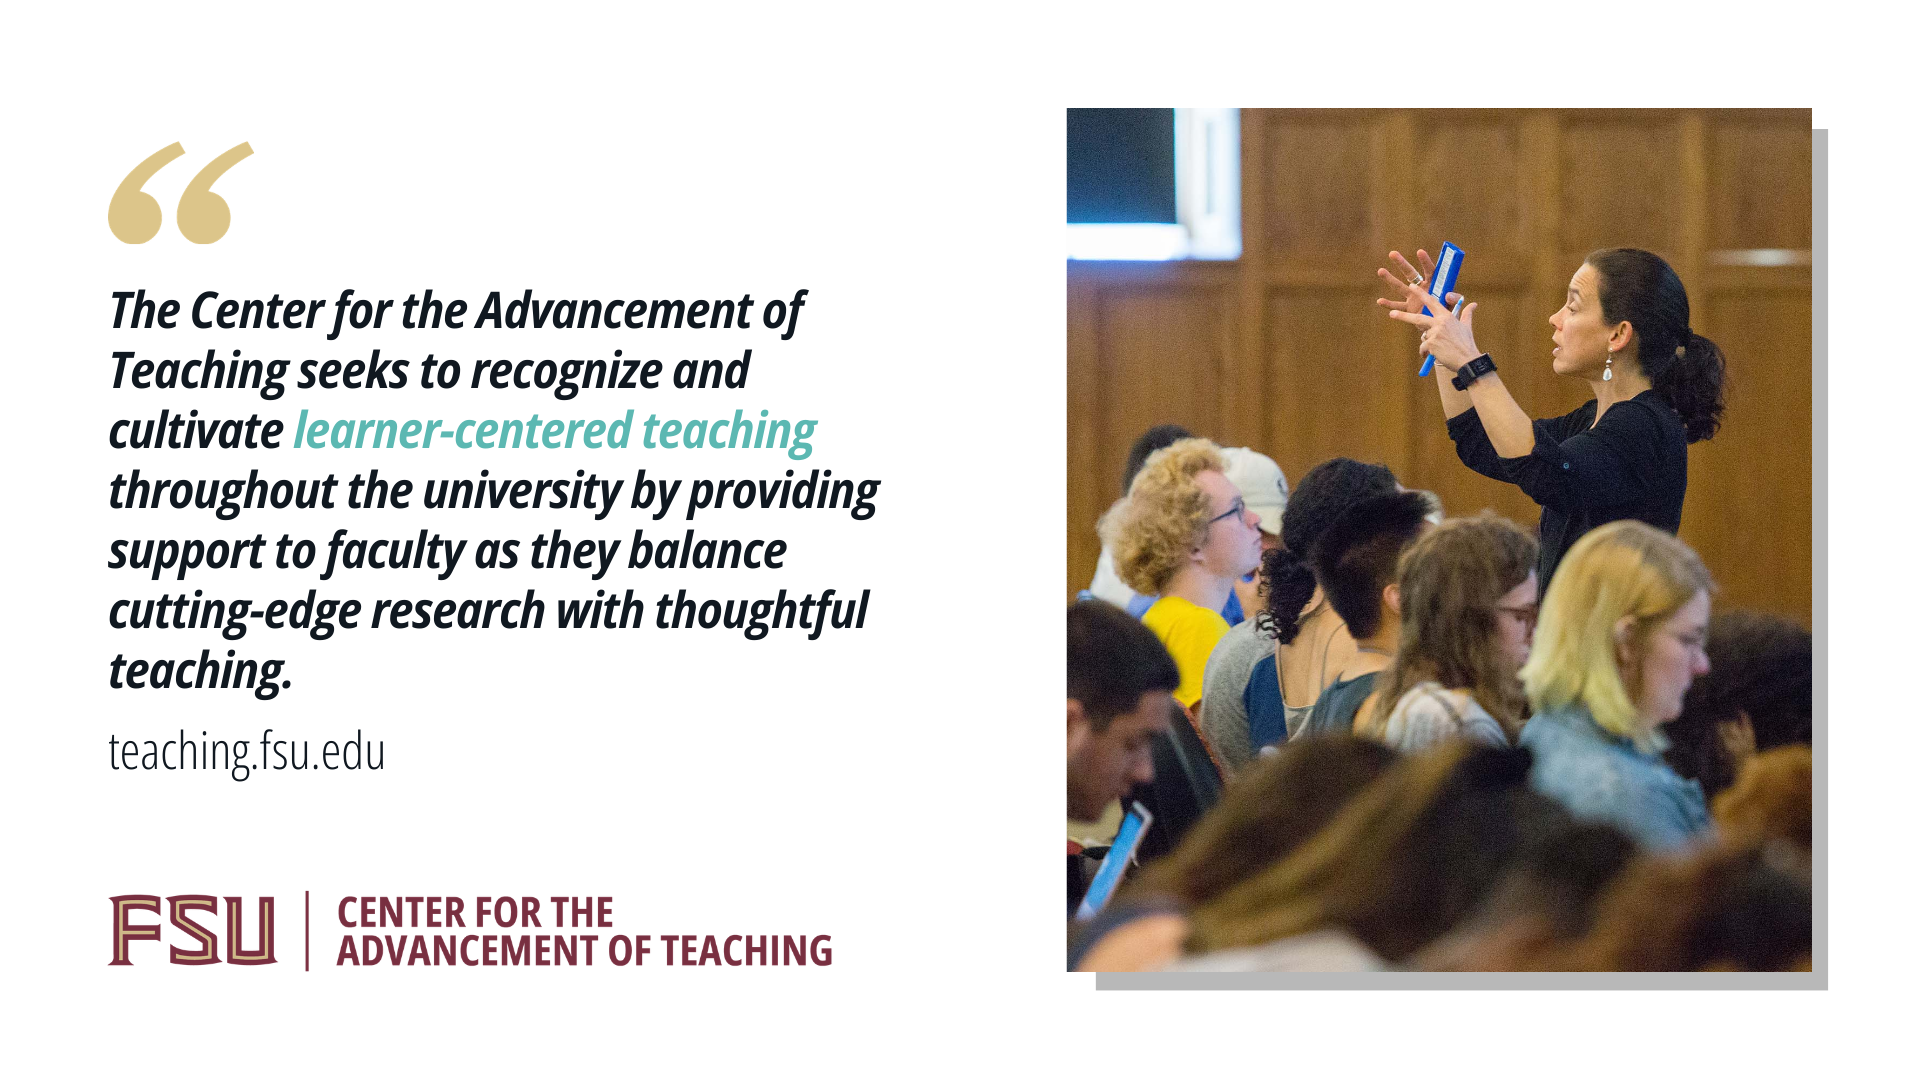 “
The Center for the Advancement of
Teaching seeks to recognize and
cultivate learner-centered teaching
throughout the university by providing
support to faculty as they balance
cutting-edge research with thoughtful
teaching.
teaching.fsu.edu
FSU
CENTER FOR THE
ADVANCEMENT OF TEACHING